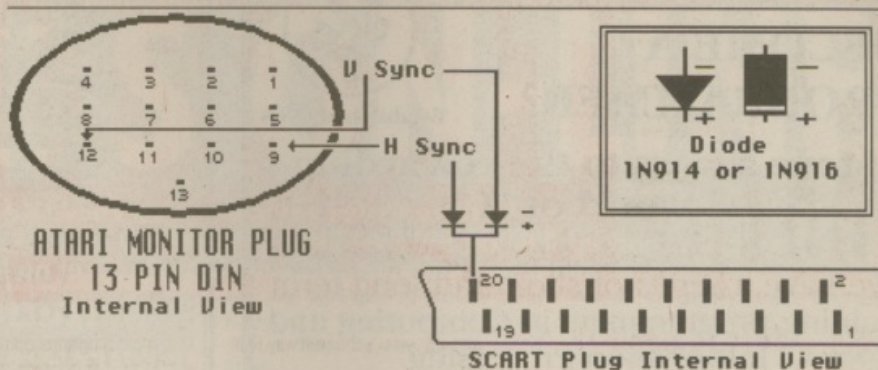 4 3 2 1
V Sync
8 7 6 5
12 11 10 9
H Sync
13
ATARI MONITOR PLUG
13 PIN DIN
Internal View
- -
+ +
Diode
1N914 or 1N916
-
+
20 2
19 1
SCART Plug Internal View